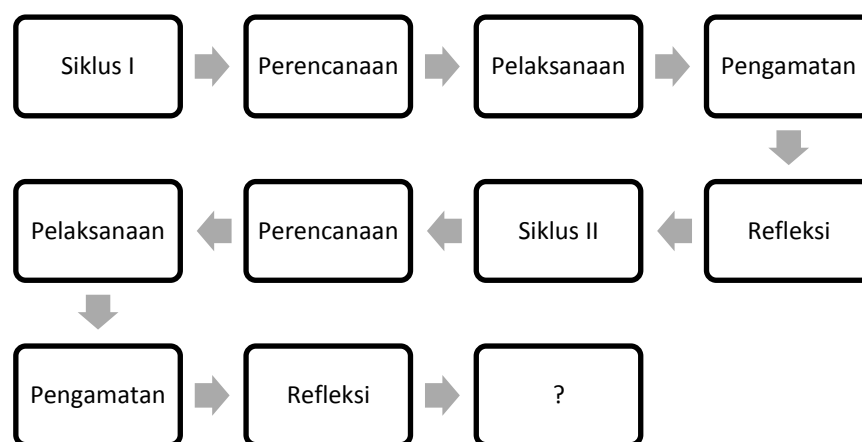 Siklus I
Perencanaan
Pelaksanaan
Pengamatan
Refleksi
Siklus II
Perencanaan
Pelaksanaan
Pengamatan
Refleksi
?